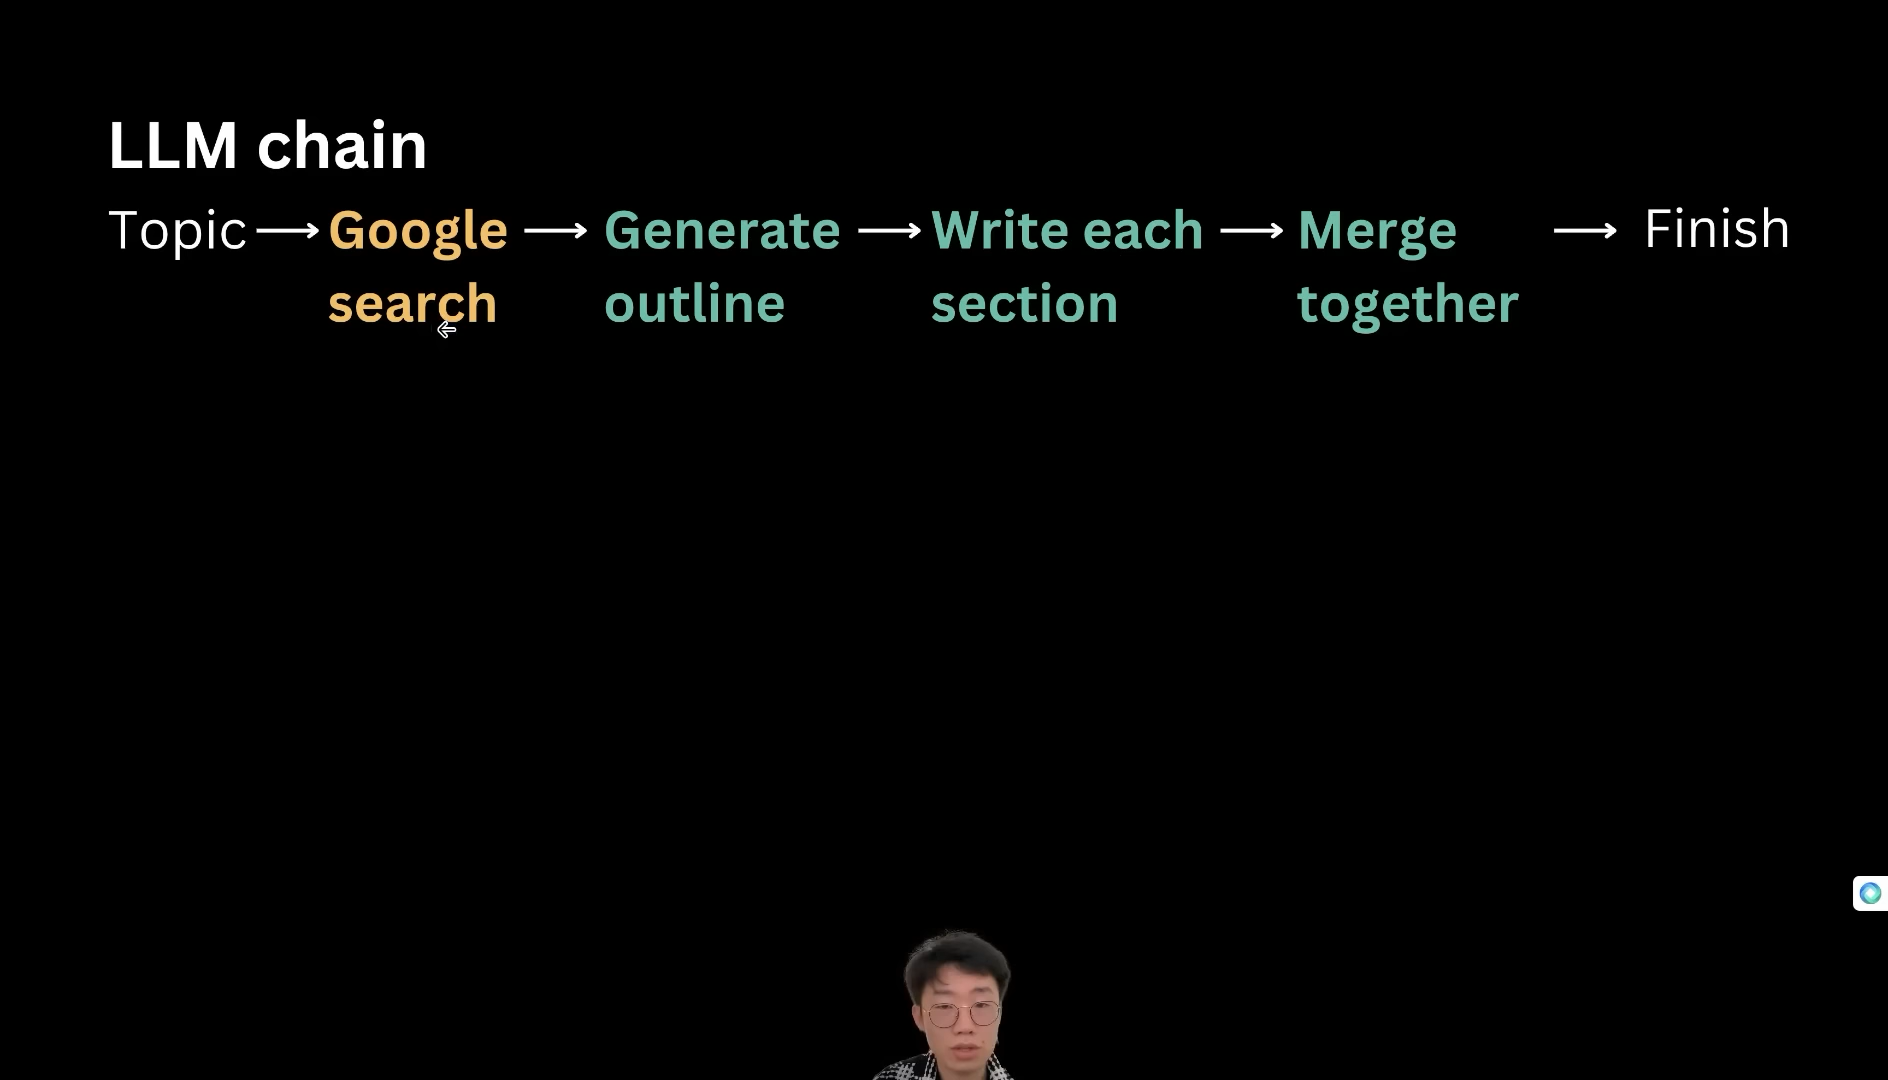 LLM chain
Topic → Google → Generate → Write each → Merge → Finish
search outline section together